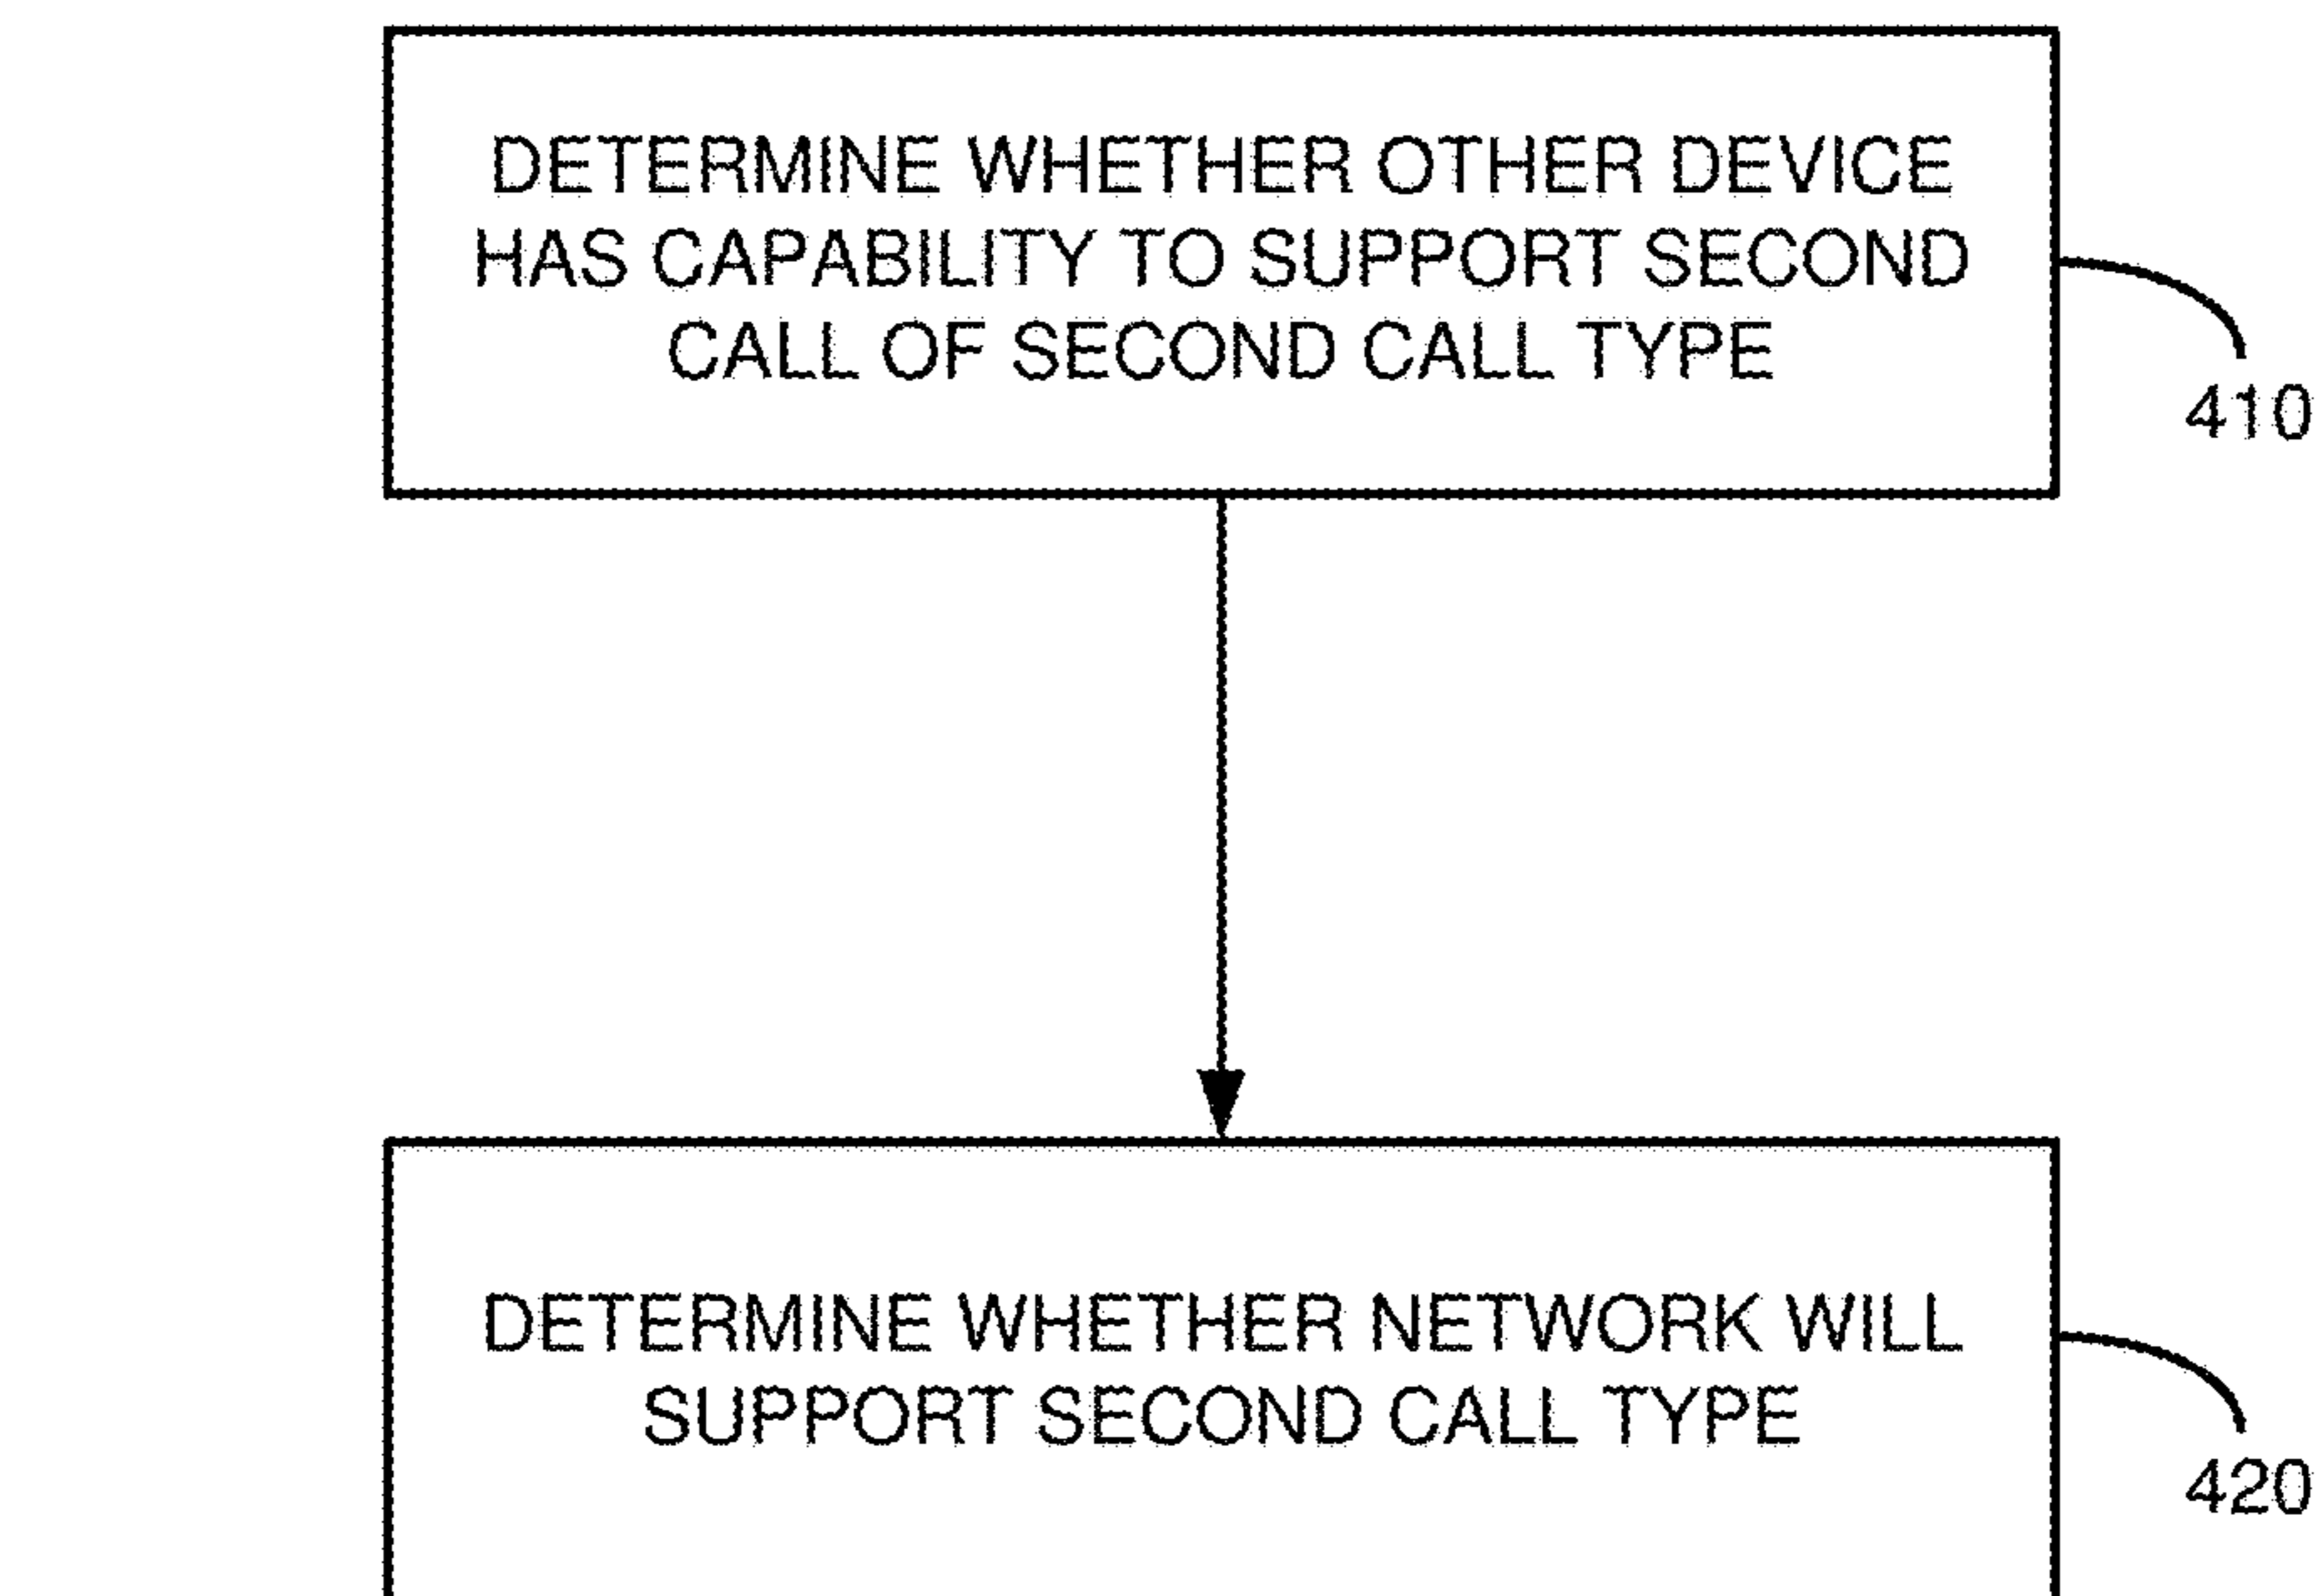 DETERMINE WHETHER OTHER DEVICE
HAS CAPABILITY TO SUPPORT SECOND
CALL OF SECOND CALL TYPE
410
DETERMINE WHETHER NETWORK WILL
SUPPORT SECOND CALL TYPE
420